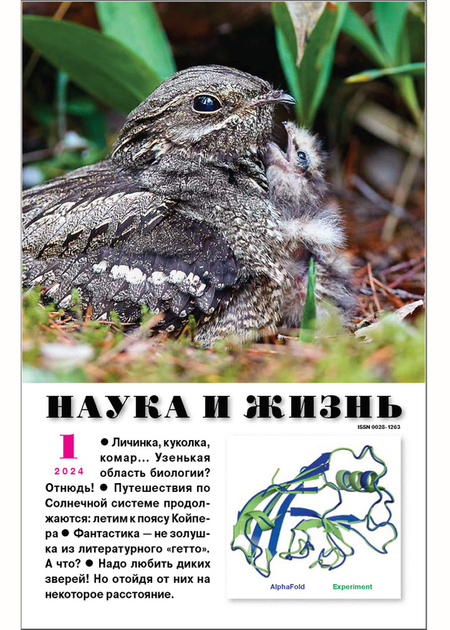 НАУКА И ЖИЗНЬ
ISSN 0028-1263
1
2024
● Личинка, куколка,
комар... Узенькая
область биологии?
Отнюдь! ● Путешествия по
Солнечной системе продол-
жаются: летим к поясу Койпе-
ра ● Фантастика — не золуш-
ка из литературного «гетто».
А что? ● Надо любить диких
зверей! Но отойдя от них на
некоторое расстояние.
AlphaFold
Experiment